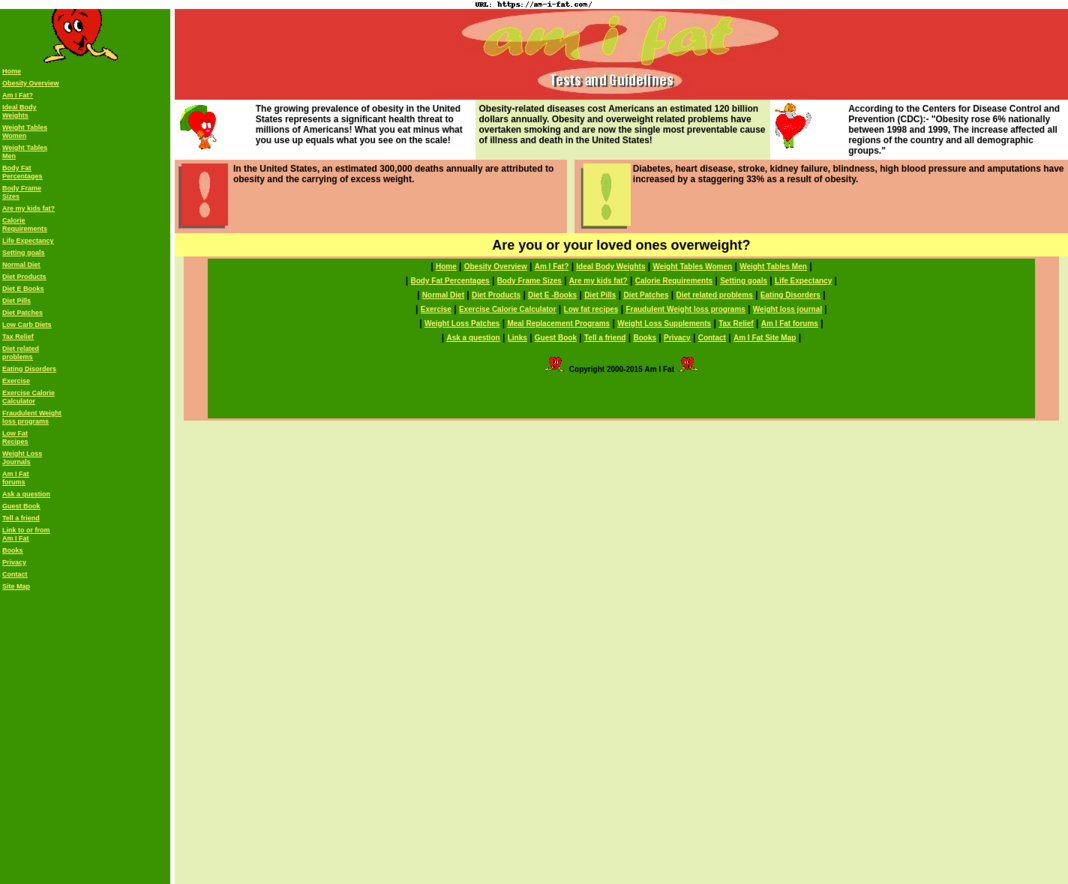 URL: https://am-i-fat.com/
Home
Obesity Overview
Am I Fat?
Ideal Body
Weights
Weight Tables
Women
Weight Tables
Men
Body Fat
Percentages
Body Frame
Sizes
Are my kids fat?
Calorie
Requirements
Life Expectancy
Setting goals
Normal Diet
Diet Products
Diet E Books
Diet Pills
Diet Patches
Low Carb Diets
Tax Relief
Diet related
problems
Eating Disorders
Exercise
Exercise Calorie
Calculator
Fraudulent Weight
loss programs
Low Fat
Recipes
Weight Loss
Journals
Am I Fat
forums
Ask a question
Guest Book
Tell a friend
Link to or from
Am I Fat
Books
Privacy
Contact
Site Map
am i fat
Tests and Guidelines
The growing prevalence of obesity in the United
States represents a significant health threat to
millions of Americans! What you eat minus what
you use up equals what you see on the scale!
Obesity-related diseases cost Americans an estimated 120 billion
dollars annually. Obesity and overweight related problems have
overtaken smoking and are now the single most preventable cause
of illness and death in the United States!
According to the Centers for Disease Control and
Prevention (CDC):- "Obesity rose 6% nationally
between 1998 and 1999, The increase affected all
regions of the country and all demographic
groups."
!
In the United States, an estimated 300,000 deaths annually are attributed to
obesity and the carrying of excess weight.
!
Diabetes, heart disease, stroke, kidney failure, blindness, high blood pressure and amputations have
increased by a staggering 33% as a result of obesity.
Are you or your loved ones overweight?
| Home | Obesity Overview | Am I Fat? | Ideal Body Weights | Weight Tables Women | Weight Tables Men |
| Body Fat Percentages | Body Frame Sizes | Are my kids fat? | Calorie Requirements | Setting goals | Life Expectancy |
| Normal Diet | Diet Products | Diet E -Books | Diet Pills | Diet Patches | Diet related problems | Eating Disorders |
| Exercise | Exercise Calorie Calculator | Low fat recipes | Fraudulent Weight loss programs | Weight loss journal |
| Weight Loss Patches | Meal Replacement Programs | Weight Loss Supplements | Tax Relief | Am I Fat forums |
| Ask a question | Links | Guest Book | Tell a friend | Books | Privacy | Contact | Am I Fat Site Map |
Copyright 2000-2015 Am I Fat